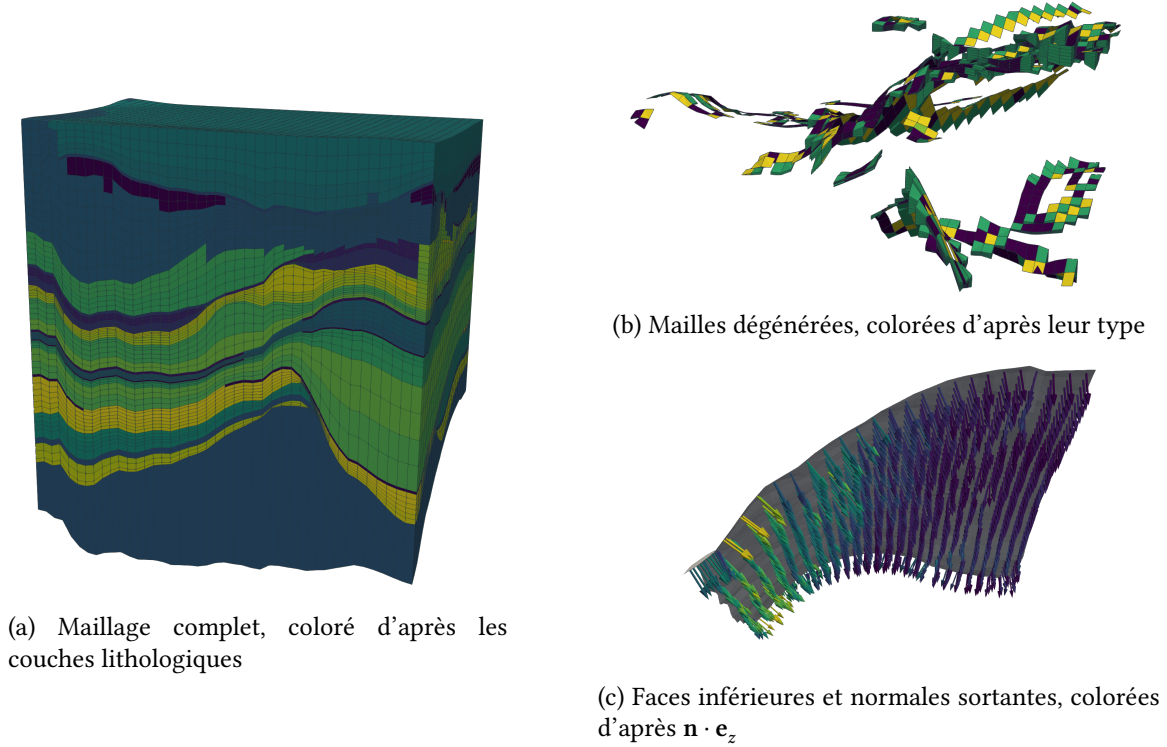 (a) Maillage complet, coloré d'après les
couches lithologiques
(b) Mailles dégénérées, colorées d'après leur type
(c) Faces inférieures et normales sortantes, colorées
d'après n · e_z